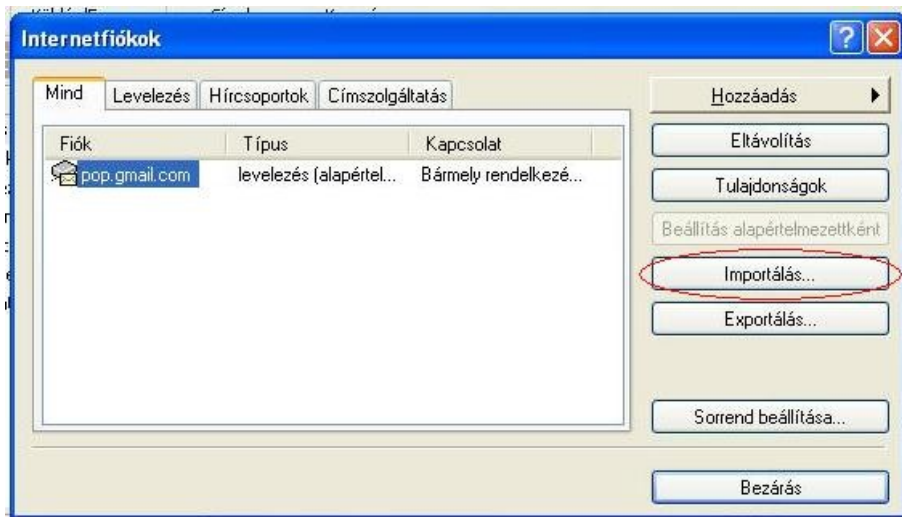 Internetfiókok
Mind Levelezés Hírcsoportok Címszolgáltatás
Fiók Típus Kapcsolat
pop.gmail.com levelezés (alapértel... Bármely rendelkezé...
Hozzáadás
Eltávolítás
Tulajdonságok
Beállítás alapértelmezettként
Importálás...
Exportálás...
Sorrend beállítása...
Bezárás